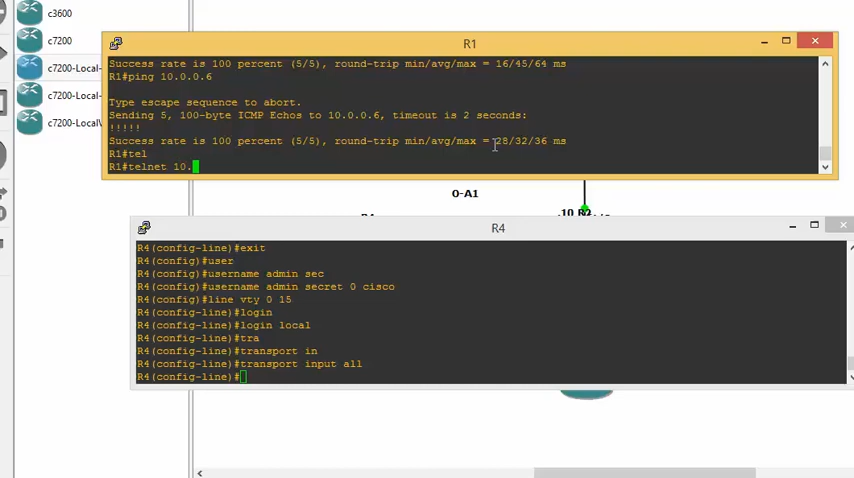 c3600
c7200
c7200-Local-
c7200-Local-
c7200-LocalV
R1
Success rate is 100 percent (5/5), round-trip min/avg/max = 16/45/64 ms
R1#ping 10.0.0.6
Type escape sequence to abort.
Sending 5, 100-byte ICMP Echos to 10.0.0.6, timeout is 2 seconds:
!!!!!
Success rate is 100 percent (5/5), round-trip min/avg/max = 28/32/36 ms
R1#tel
R1#telnet 10.
0-A1
R4
R4(config-line)#exit
R4(config)#user
R4(config)#username admin sec
R4(config)#username admin secret 0 cisco
R4(config)#line vty 0 15
R4(config-line)#login
R4(config-line)#login local
R4(config-line)#tra
R4(config-line)#transport in
R4(config-line)#transport input all
R4(config-line)#